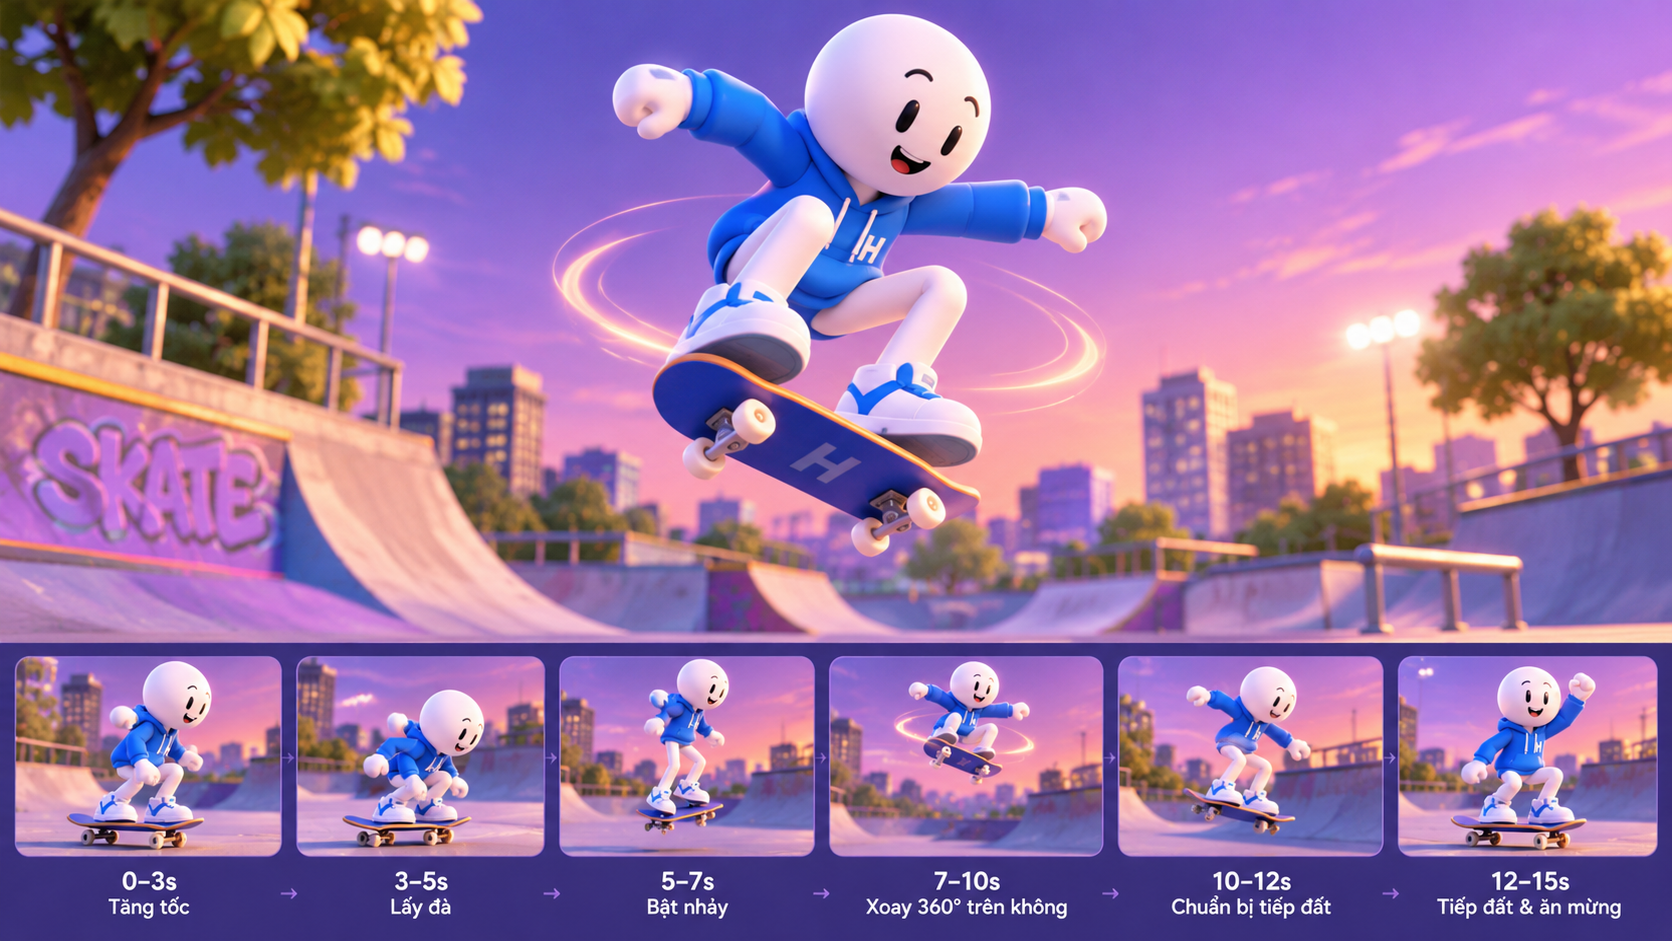 SKATE
H
H
0–3s
Tăng tốc
3–5s
Lấy đà
5–7s
Bật nhảy
7–10s
Xoay 360° trên không
10–12s
Chuẩn bị tiếp đất
12–15s
Tiếp đất & ăn mừng